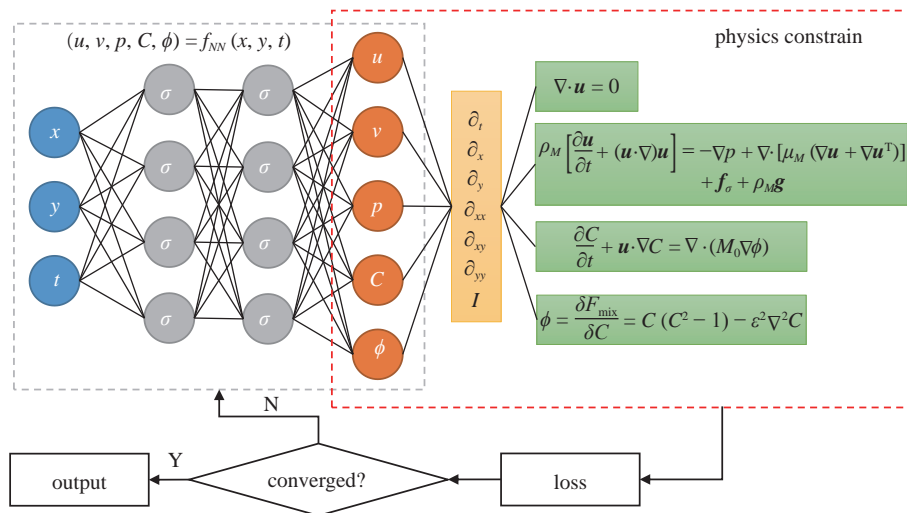 (u, v, p, C, ϕ) = f_NN (x, y, t)
physics constrain
x
y
t
σ
σ
σ
σ
σ
σ
σ
σ
u
v
p
C
ϕ
∂_t
∂_x
∂_y
∂_xx
∂_xy
∂_yy
I
∇·u = 0
ρ_M [∂u/∂t + (u·∇)u] = −∇p + ∇·[μ_M (∇u + ∇u^T)]
+ f_σ + ρ_M g
∂C/∂t + u·∇C = ∇·(M_0∇ϕ)
ϕ = δF_mix/δC = C (C² − 1) − ε²∇²C
N
Y
output
converged?
loss